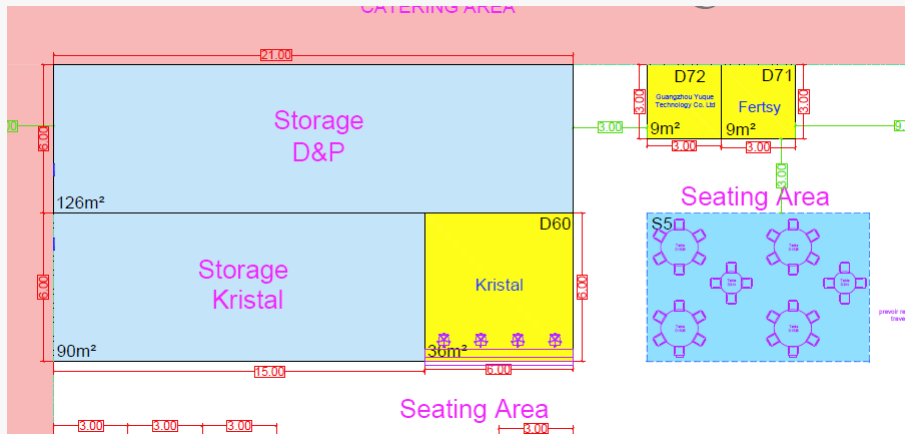 CATERING AREA
21.00
D72
D71
Guangzhou Yuque
Technology Co. Ltd
Fertsy
9m²
9m²
3.00
3.00
3.00
3.00
3.00
3.00
6.00
Storage
D&P
126m²
Seating Area
S5
D60
Storage
Kristal
Kristal
6.00
6.00
90m²
36m²
15.00
6.00
Seating Area
3.00
3.00
3.00
3.00